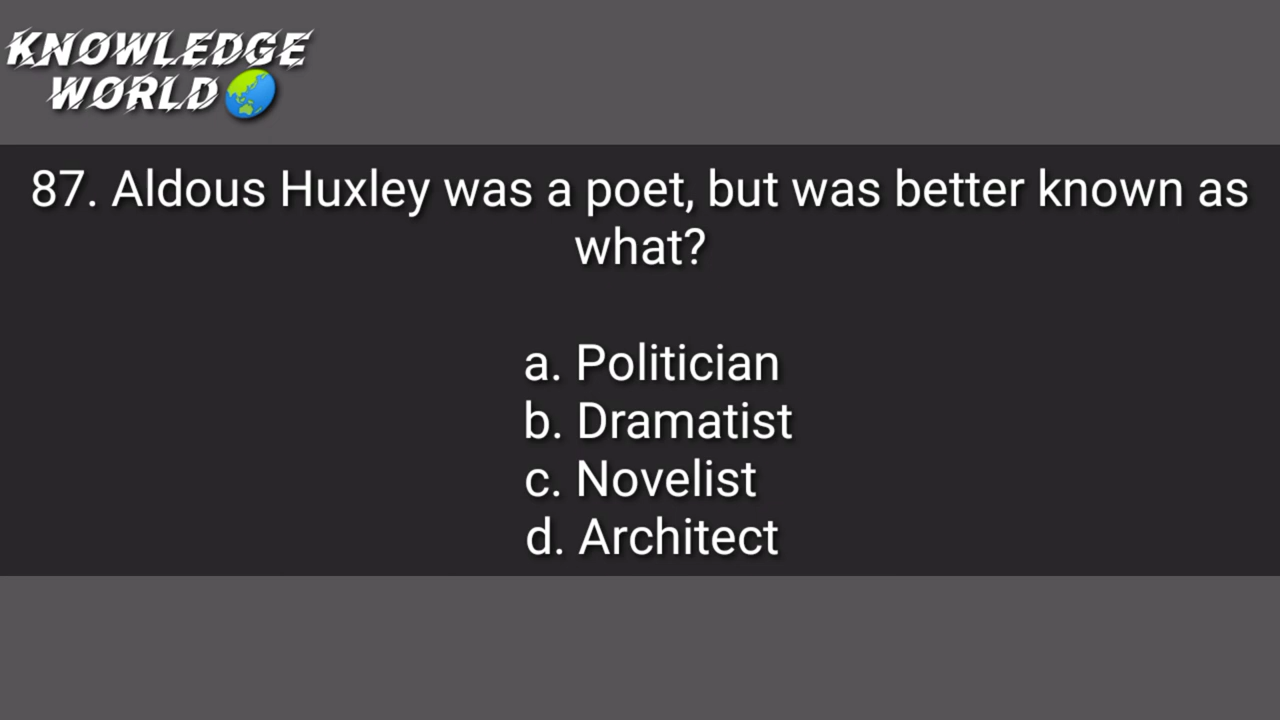 KNOWLEDGE
WORLD
87. Aldous Huxley was a poet, but was better known as
what?
a. Politician
b. Dramatist
c. Novelist
d. Architect